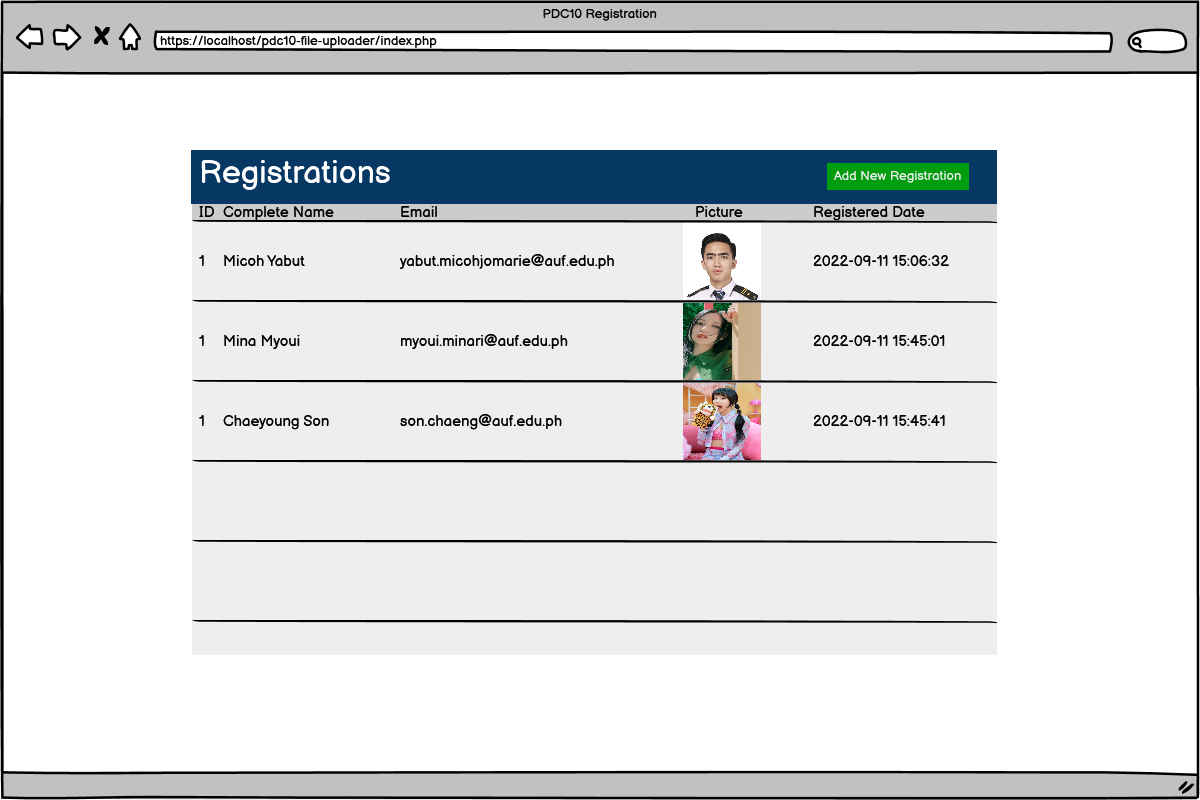 PDC10 Registration
https://localhost/pdc10-file-uploader/index.php
Registrations
Add New Registration
ID Complete Name Email Picture Registered Date
1 Micoh Yabut yabut.micohjomarie@auf.edu.ph 2022-09-11 15:06:32
1 Mina Myoui myoui.minari@auf.edu.ph 2022-09-11 15:45:01
1 Chaeyoung Son son.chaeng@auf.edu.ph 2022-09-11 15:45:41